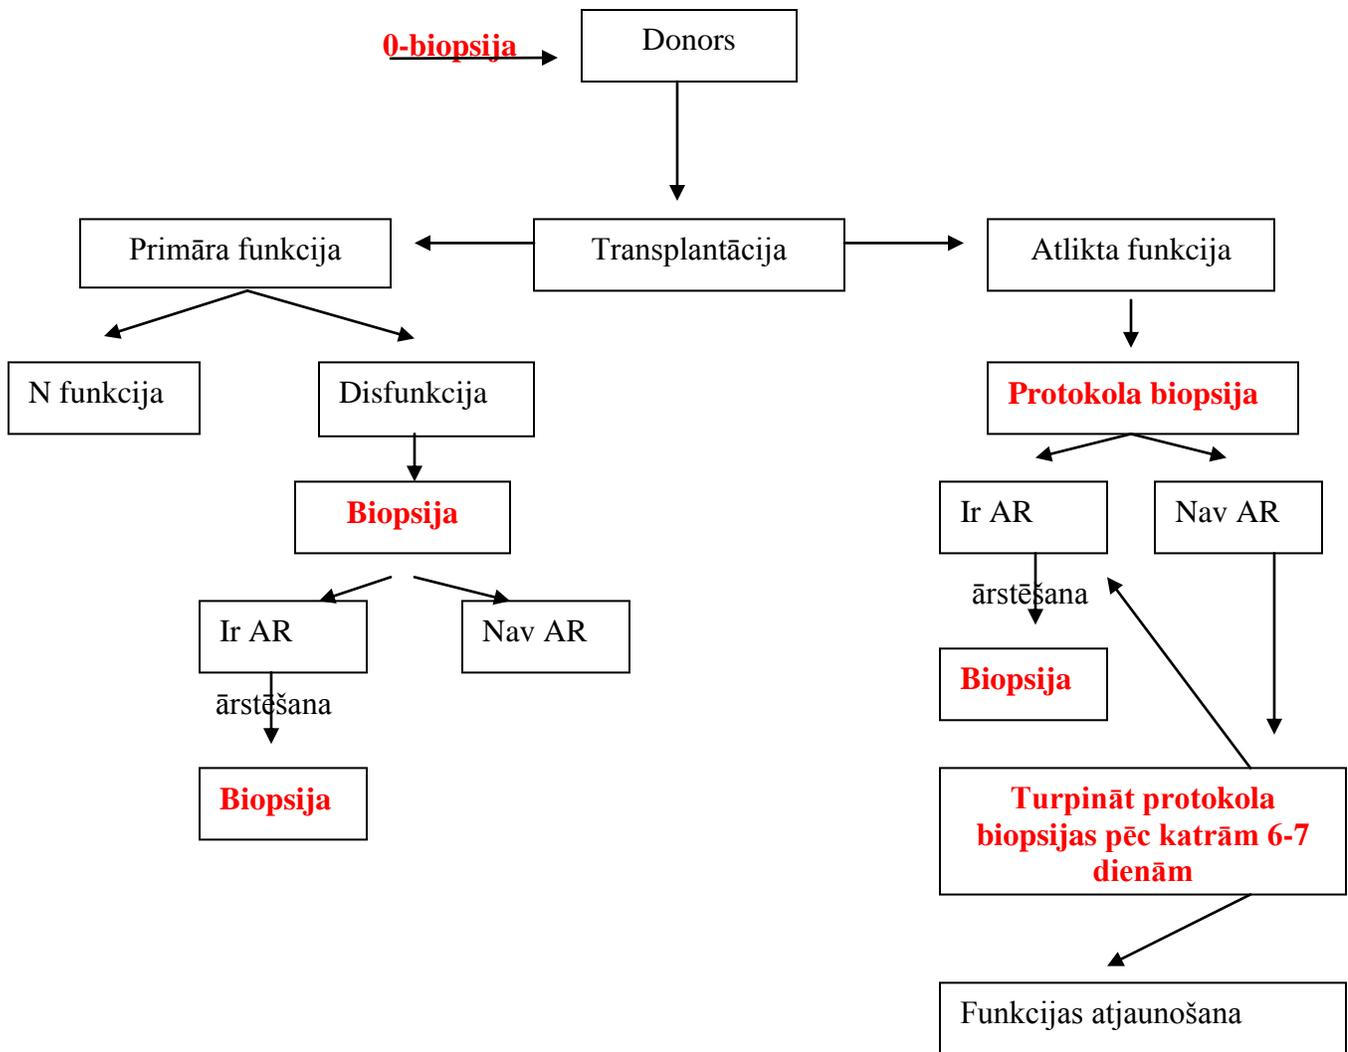 0-biopsija
Donors
Primāra funkcija
Transplantācija
Atlikta funkcija
N funkcija
Disfunkcija
Protokola biopsija
Biopsija
Ir AR
Nav AR
Ir AR
Nav AR
ārstēšana
ārstēšana
Biopsija
Biopsija
Turpināt protokola
biopsijas pēc katrām 6-7
dienām
Funkcijas atjaunošana